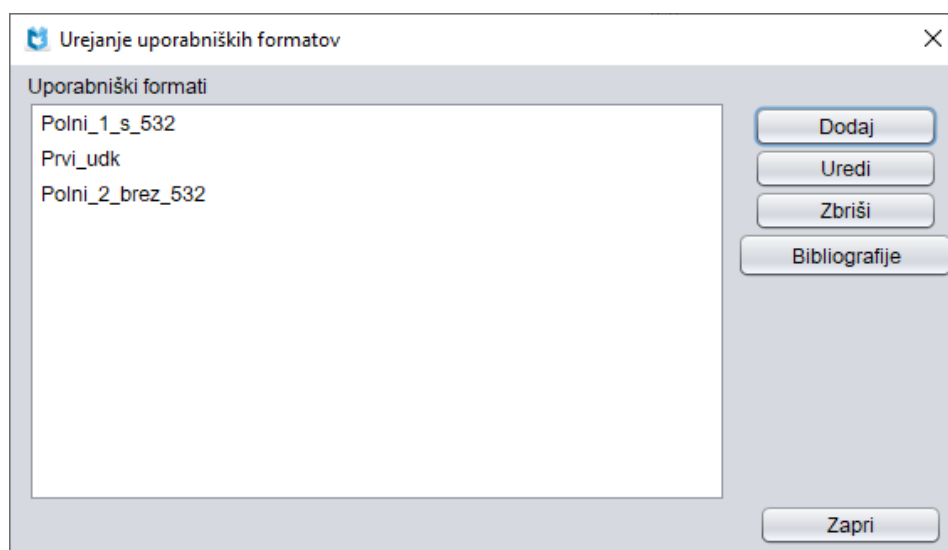 Urejanje uporabniških formatov
Uporabniški formati
Polni_1_s_532
Prvi_udk
Polni_2_brez_532
Dodaj
Uredi
Zbriši
Bibliografije
Zapri